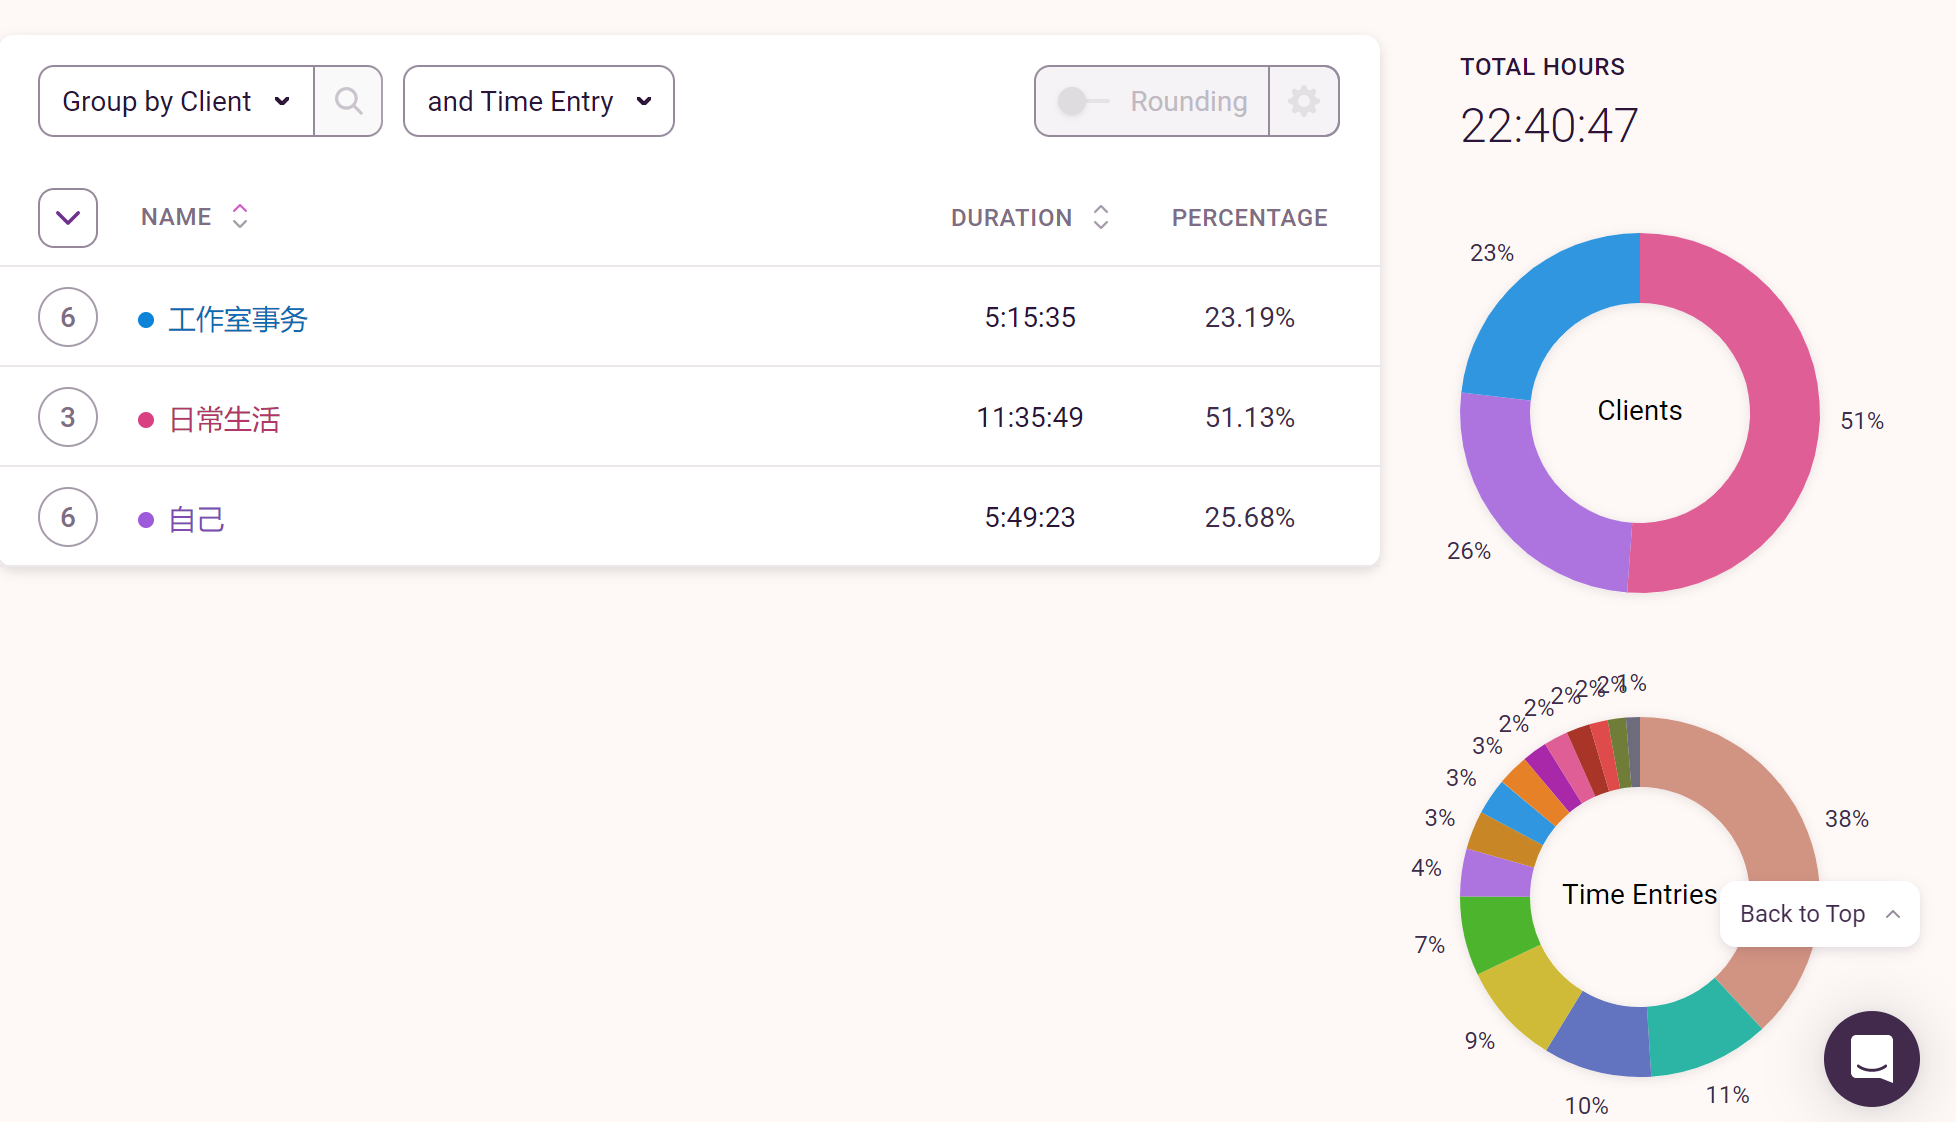 Group by Client
and Time Entry
Rounding
NAME
DURATION
PERCENTAGE
6
工作室事务
5:15:35
23.19%
3
日常生活
11:35:49
51.13%
6
自己
5:49:23
25.68%
TOTAL HOURS
22:40:47
23%
Clients
51%
26%
1%
2%
2%
2%
2%
2%
3%
3%
3%
38%
4%
Time Entries
Back to Top
7%
9%
11%
10%